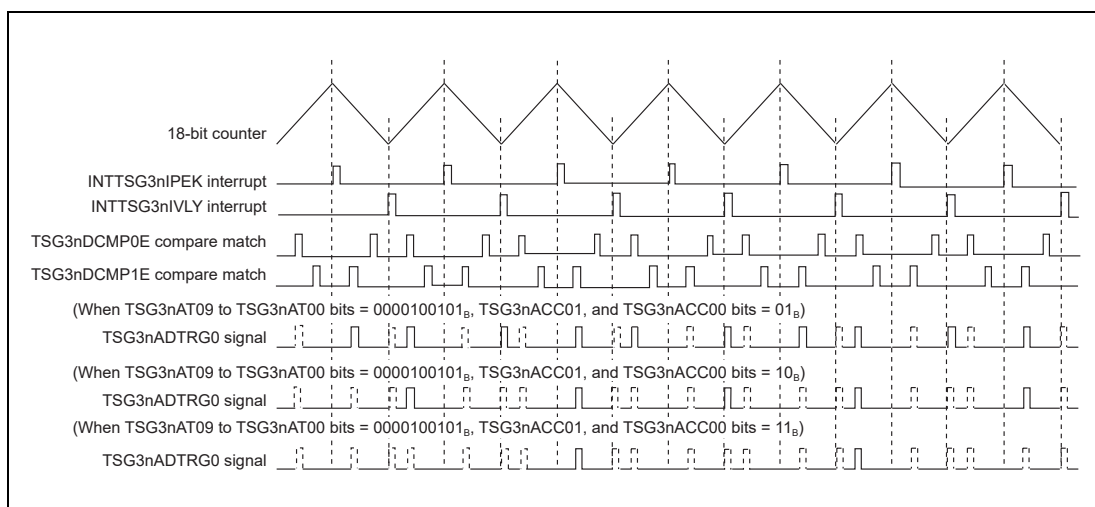 18-bit counter
INTTSG3nIPEK interrupt
INTTSG3nIVLY interrupt
TSG3nDCMP0E compare match
TSG3nDCMP1E compare match
(When TSG3nAT09 to TSG3nAT00 bits = 0000100101B, TSG3nACC01, and TSG3nACC00 bits = 01B)
TSG3nADTRG0 signal
(When TSG3nAT09 to TSG3nAT00 bits = 0000100101B, TSG3nACC01, and TSG3nACC00 bits = 10B)
TSG3nADTRG0 signal
(When TSG3nAT09 to TSG3nAT00 bits = 0000100101B, TSG3nACC01, and TSG3nACC00 bits = 11B)
TSG3nADTRG0 signal